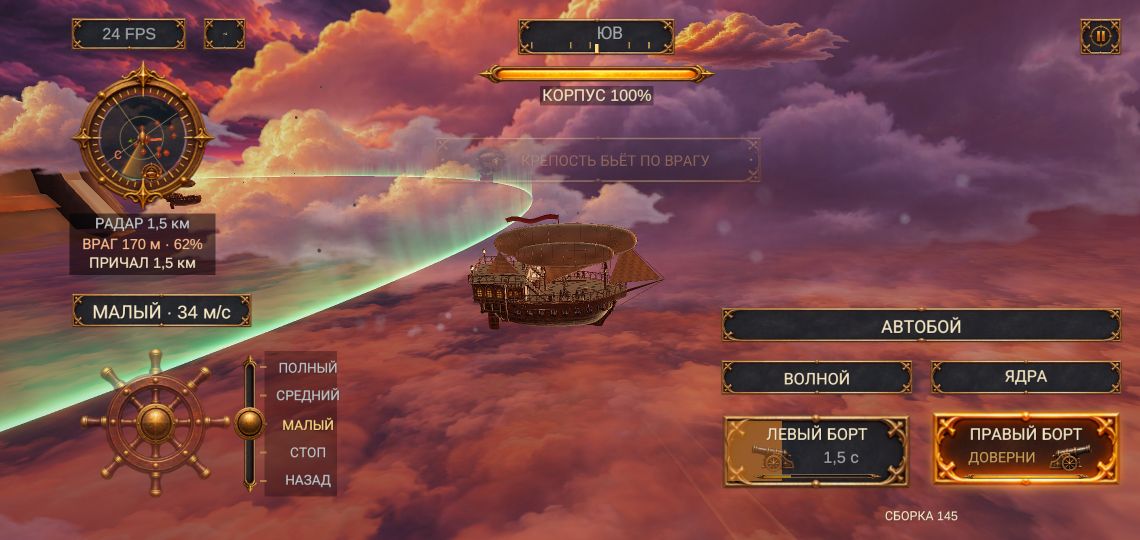 24 FPS
~
ЮВ
КОРПУС 100%
КРЕПОСТЬ БЬЁТ ПО ВРАГУ
С
РАДАР 1,5 км
ВРАГ 170 м · 62%
ПРИЧАЛ 1,5 км
МАЛЫЙ · 34 м/с
ПОЛНЫЙ
СРЕДНИЙ
МАЛЫЙ
СТОП
НАЗАД
АВТОБОЙ
ВОЛНОЙ
ЯДРА
ЛЕВЫЙ БОРТ
1,5 с
ПРАВЫЙ БОРТ
ДОВЕРНИ
СБОРКА 145